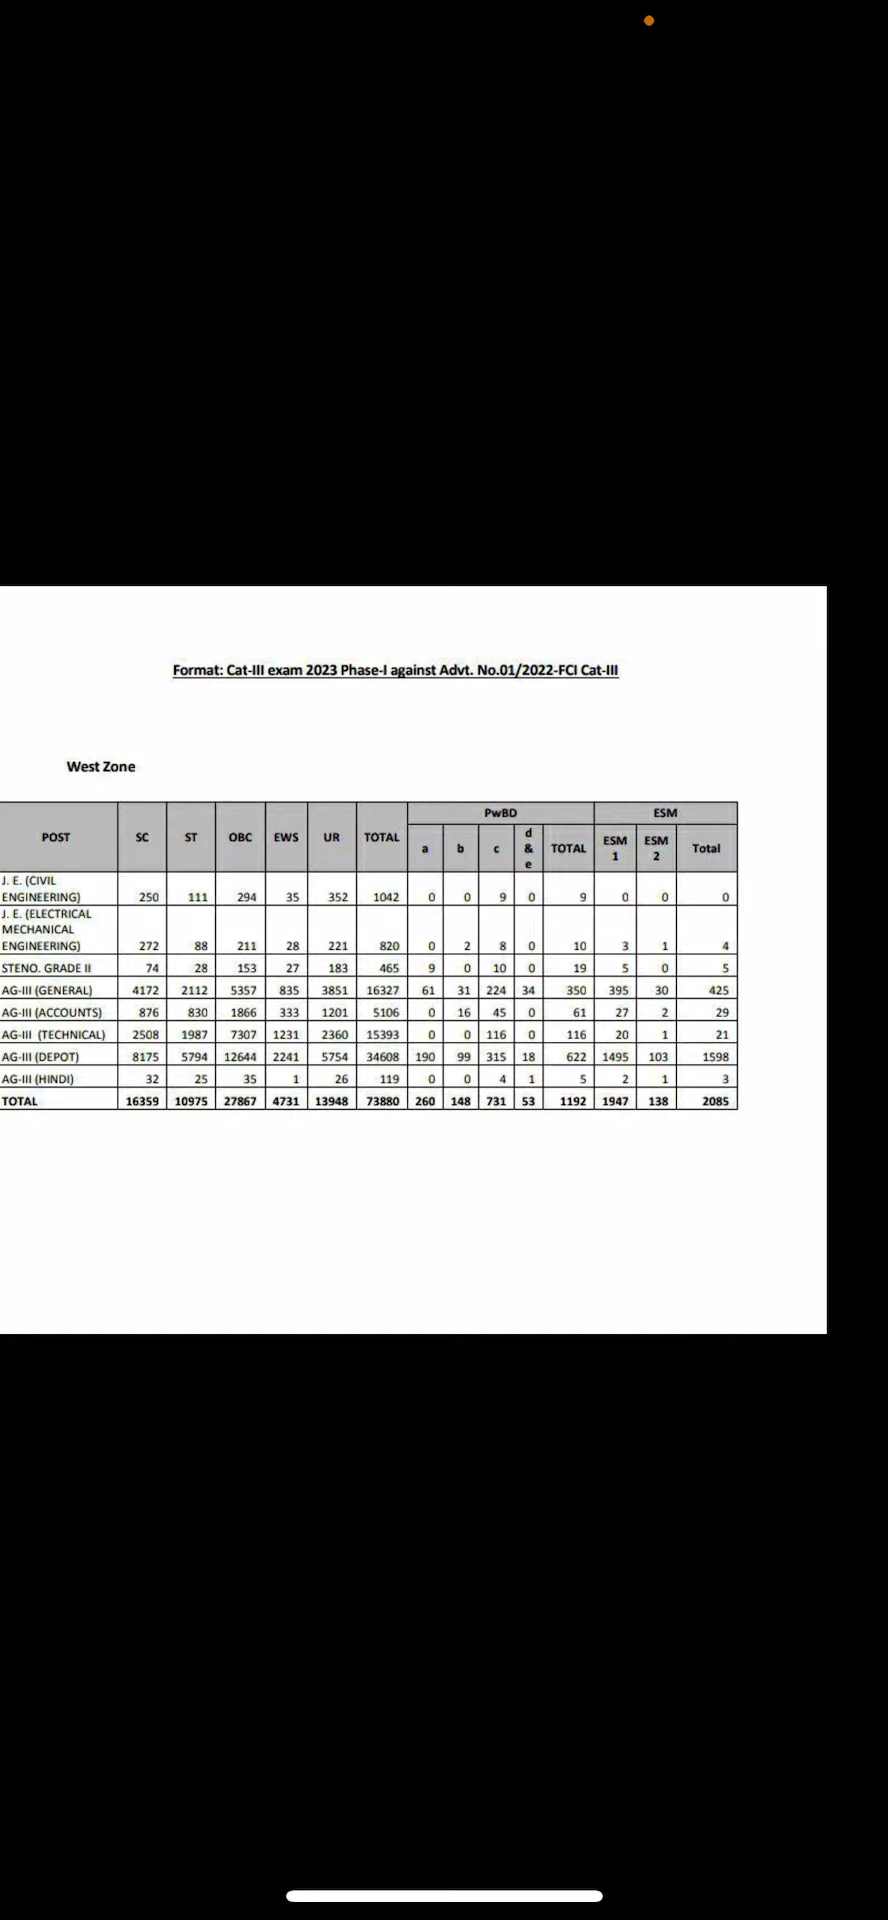 Format: Cat-III exam 2023 Phase-I against Advt. No.01/2022-FCI Cat-III
West Zone
POST SC ST OBC EWS UR TOTAL PwBD ESM
a b c d & e TOTAL ESM 1 ESM 2 Total
J. E. (CIVIL
ENGINEERING) 250 111 294 35 352 1042 0 0 9 0 9 0 0 0
J. E. (ELECTRICAL
MECHANICAL
ENGINEERING) 272 88 211 28 221 820 0 2 8 0 10 3 1 4
STENO. GRADE II 74 28 153 27 183 465 9 0 10 0 19 5 0 5
AG-III (GENERAL) 4172 2112 5357 835 3851 16327 61 31 224 34 350 395 30 425
AG-III (ACCOUNTS) 876 830 1866 333 1201 5106 0 16 45 0 61 27 2 29
AG-III (TECHNICAL) 2508 1987 7307 1231 2360 15393 0 0 116 0 116 20 1 21
AG-III (DEPOT) 8175 5794 12644 2241 5754 34608 190 99 315 18 622 1495 103 1598
AG-III (HINDI) 32 25 35 1 26 119 0 0 4 1 5 2 1 3
TOTAL 16359 10975 27867 4731 13948 73880 260 148 731 53 1192 1947 138 2085